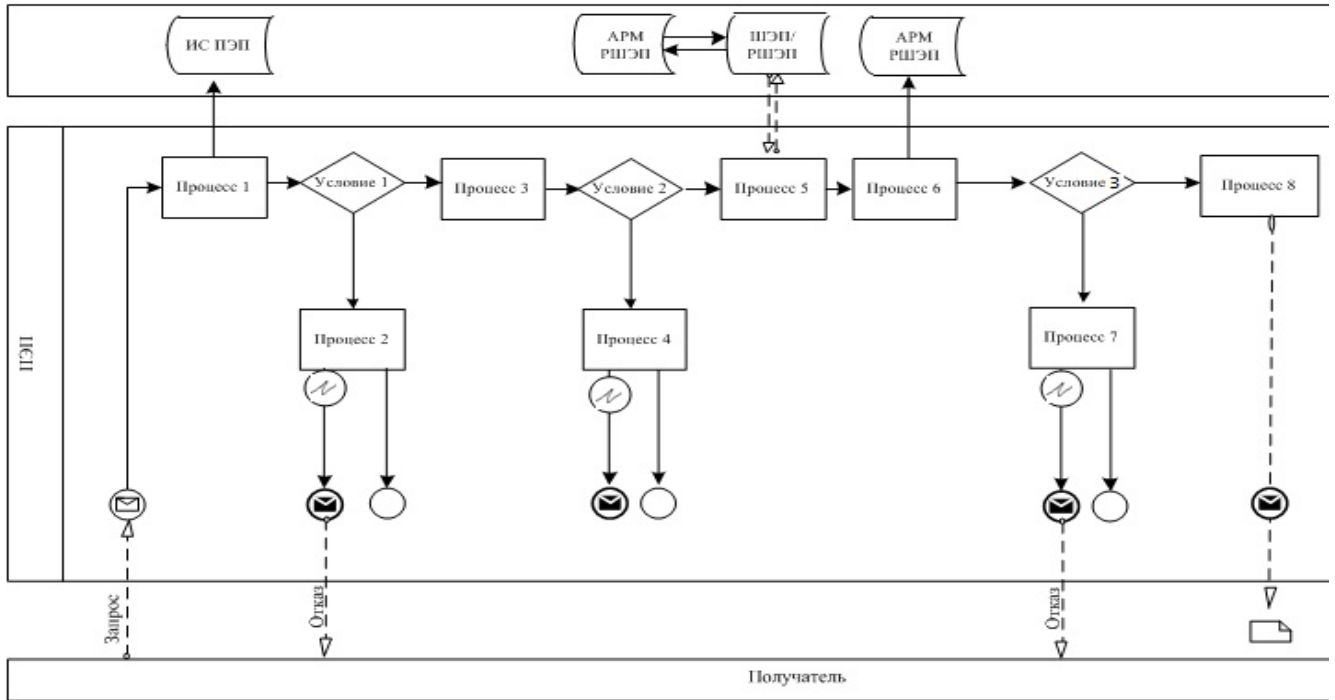 ИС ПЭП
АРМ
РШЭП
ШЭП/
РШЭП
АРМ
РШЭП
Процесс 1
Условие 1
Процесс 3
Условие 2
Процесс 5
Процесс 6
Условие 3
Процесс 8
Процесс 2
Процесс 4
Процесс 7
ПЭП
Запрос
Отказ
Отказ
Получатель